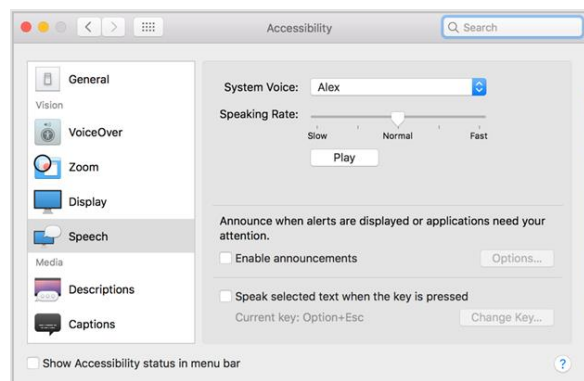 Accessibility
Search
General
Vision
VoiceOver
Zoom
Display
Speech
Media
Descriptions
Captions
System Voice: Alex
Speaking Rate:
Slow Normal Fast
Play
Announce when alerts are displayed or applications need your
attention.
Enable announcements Options...
Speak selected text when the key is pressed
Current key: Option+Esc Change Key...
Show Accessibility status in menu bar ?